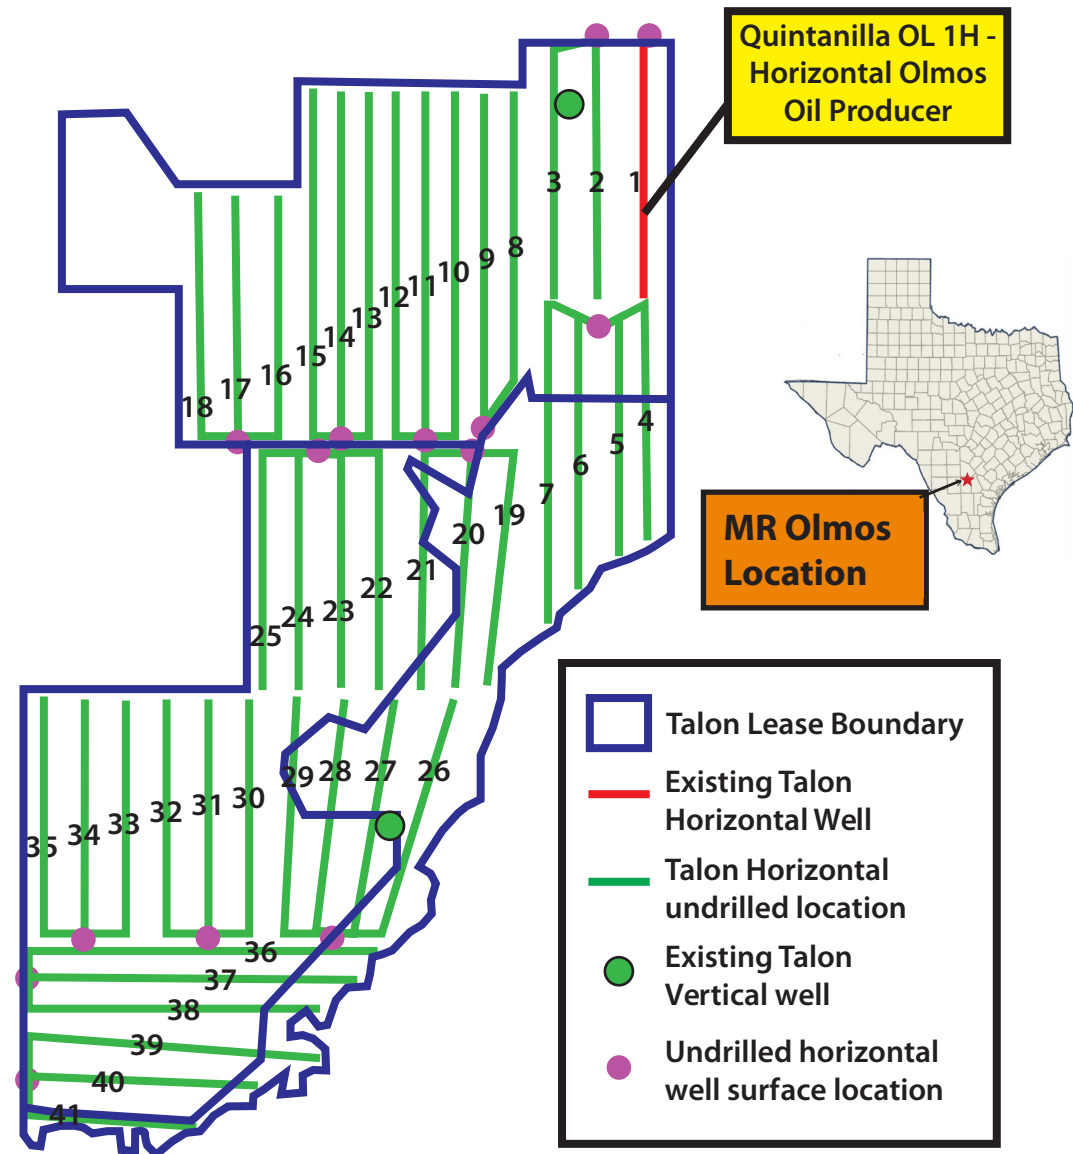 Quintanilla OL 1H -
Horizontal Olmos
Oil Producer
3
2
1
8
9
10
11
12
13
14
15
16
17
18
4
5
6
7
19
20
21
22
23
24
25
MR Olmos
Location
26
27
28
29
30
31
32
33
34
35
36
37
38
39
40
41
Talon Lease Boundary
Existing Talon
Horizontal Well
Talon Horizontal
undrilled location
Existing Talon
Vertical well
Undrilled horizontal
well surface location